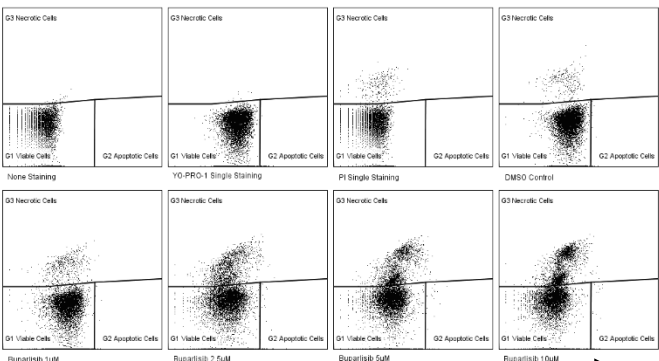 G3 Necrotic Cells
G1 Viable Cells G2 Apoptotic Cells
None Staining
G3 Necrotic Cells
G1 Viable Cells G2 Apoptotic Cells
YO-PRO-1 Single Staining
G3 Necrotic Cells
G1 Viable Cells G2 Apoptotic Cells
PI Single Staining
G3 Necrotic Cells
G1 Viable Cells G2 Apoptotic Cells
DMSO Control
G3 Necrotic Cells
G1 Viable Cells G2 Apoptotic Cells
Buparlisib 1uM
G3 Necrotic Cells
G1 Viable Cells G2 Apoptotic Cells
Buparlisib 2.5uM
G3 Necrotic Cells
G1 Viable Cells G2 Apoptotic Cells
Buparlisib 5uM
G3 Necrotic Cells
G1 Viable Cells G2 Apoptotic Cells
Buparlisib 10uM